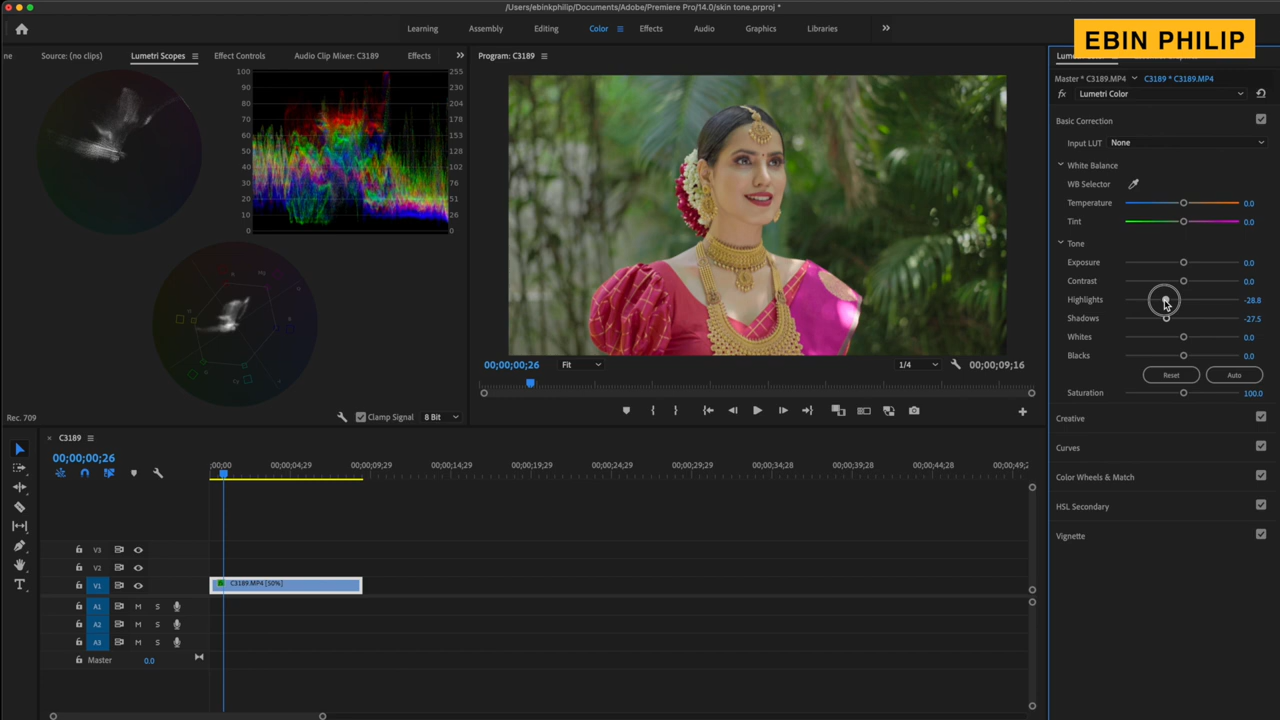 /Users/ebinkphilip/Documents/Adobe/Premiere Pro/14.0/skin tone.prproj *
EBIN PHILIP
Learning Assembly Editing Color Effects Audio Graphics Libraries
ne Source: (no clips) Lumetri Scopes Effect Controls Audio Clip Mixer: C3189 Effects
Program: C3189
100 255
90 230
80 204
70 178
60 153
50 128
40 102
30 76
20 51
10 26
0 0
Rec. 709 Clamp Signal 8 Bit
00;00;00;26 Fit 1/4 00;00;09;16
Master * C3189.MP4 C3189 * C3189.MP4
fx Lumetri Color
Basic Correction
Input LUT None
White Balance
WB Selector
Temperature 0.0
Tint 0.0
Tone
Exposure 0.0
Contrast 0.0
Highlights -28.8
Shadows -27.5
Whites 0.0
Blacks 0.0
Reset Auto
Saturation 100.0
Creative
Curves
Color Wheels & Match
HSL Secondary
Vignette
C3189
00;00;00;26
;00;00 00;00;04;29 00;00;09;29 00;00;14;29 00;00;19;29 00;00;24;29 00;00;29;29 00;00;34;28 00;00;39;28 00;00;44;28
V3
V2
V1 C3189.MP4 [50%]
A1 M S
A2 M S
A3 M S
Master 0.0